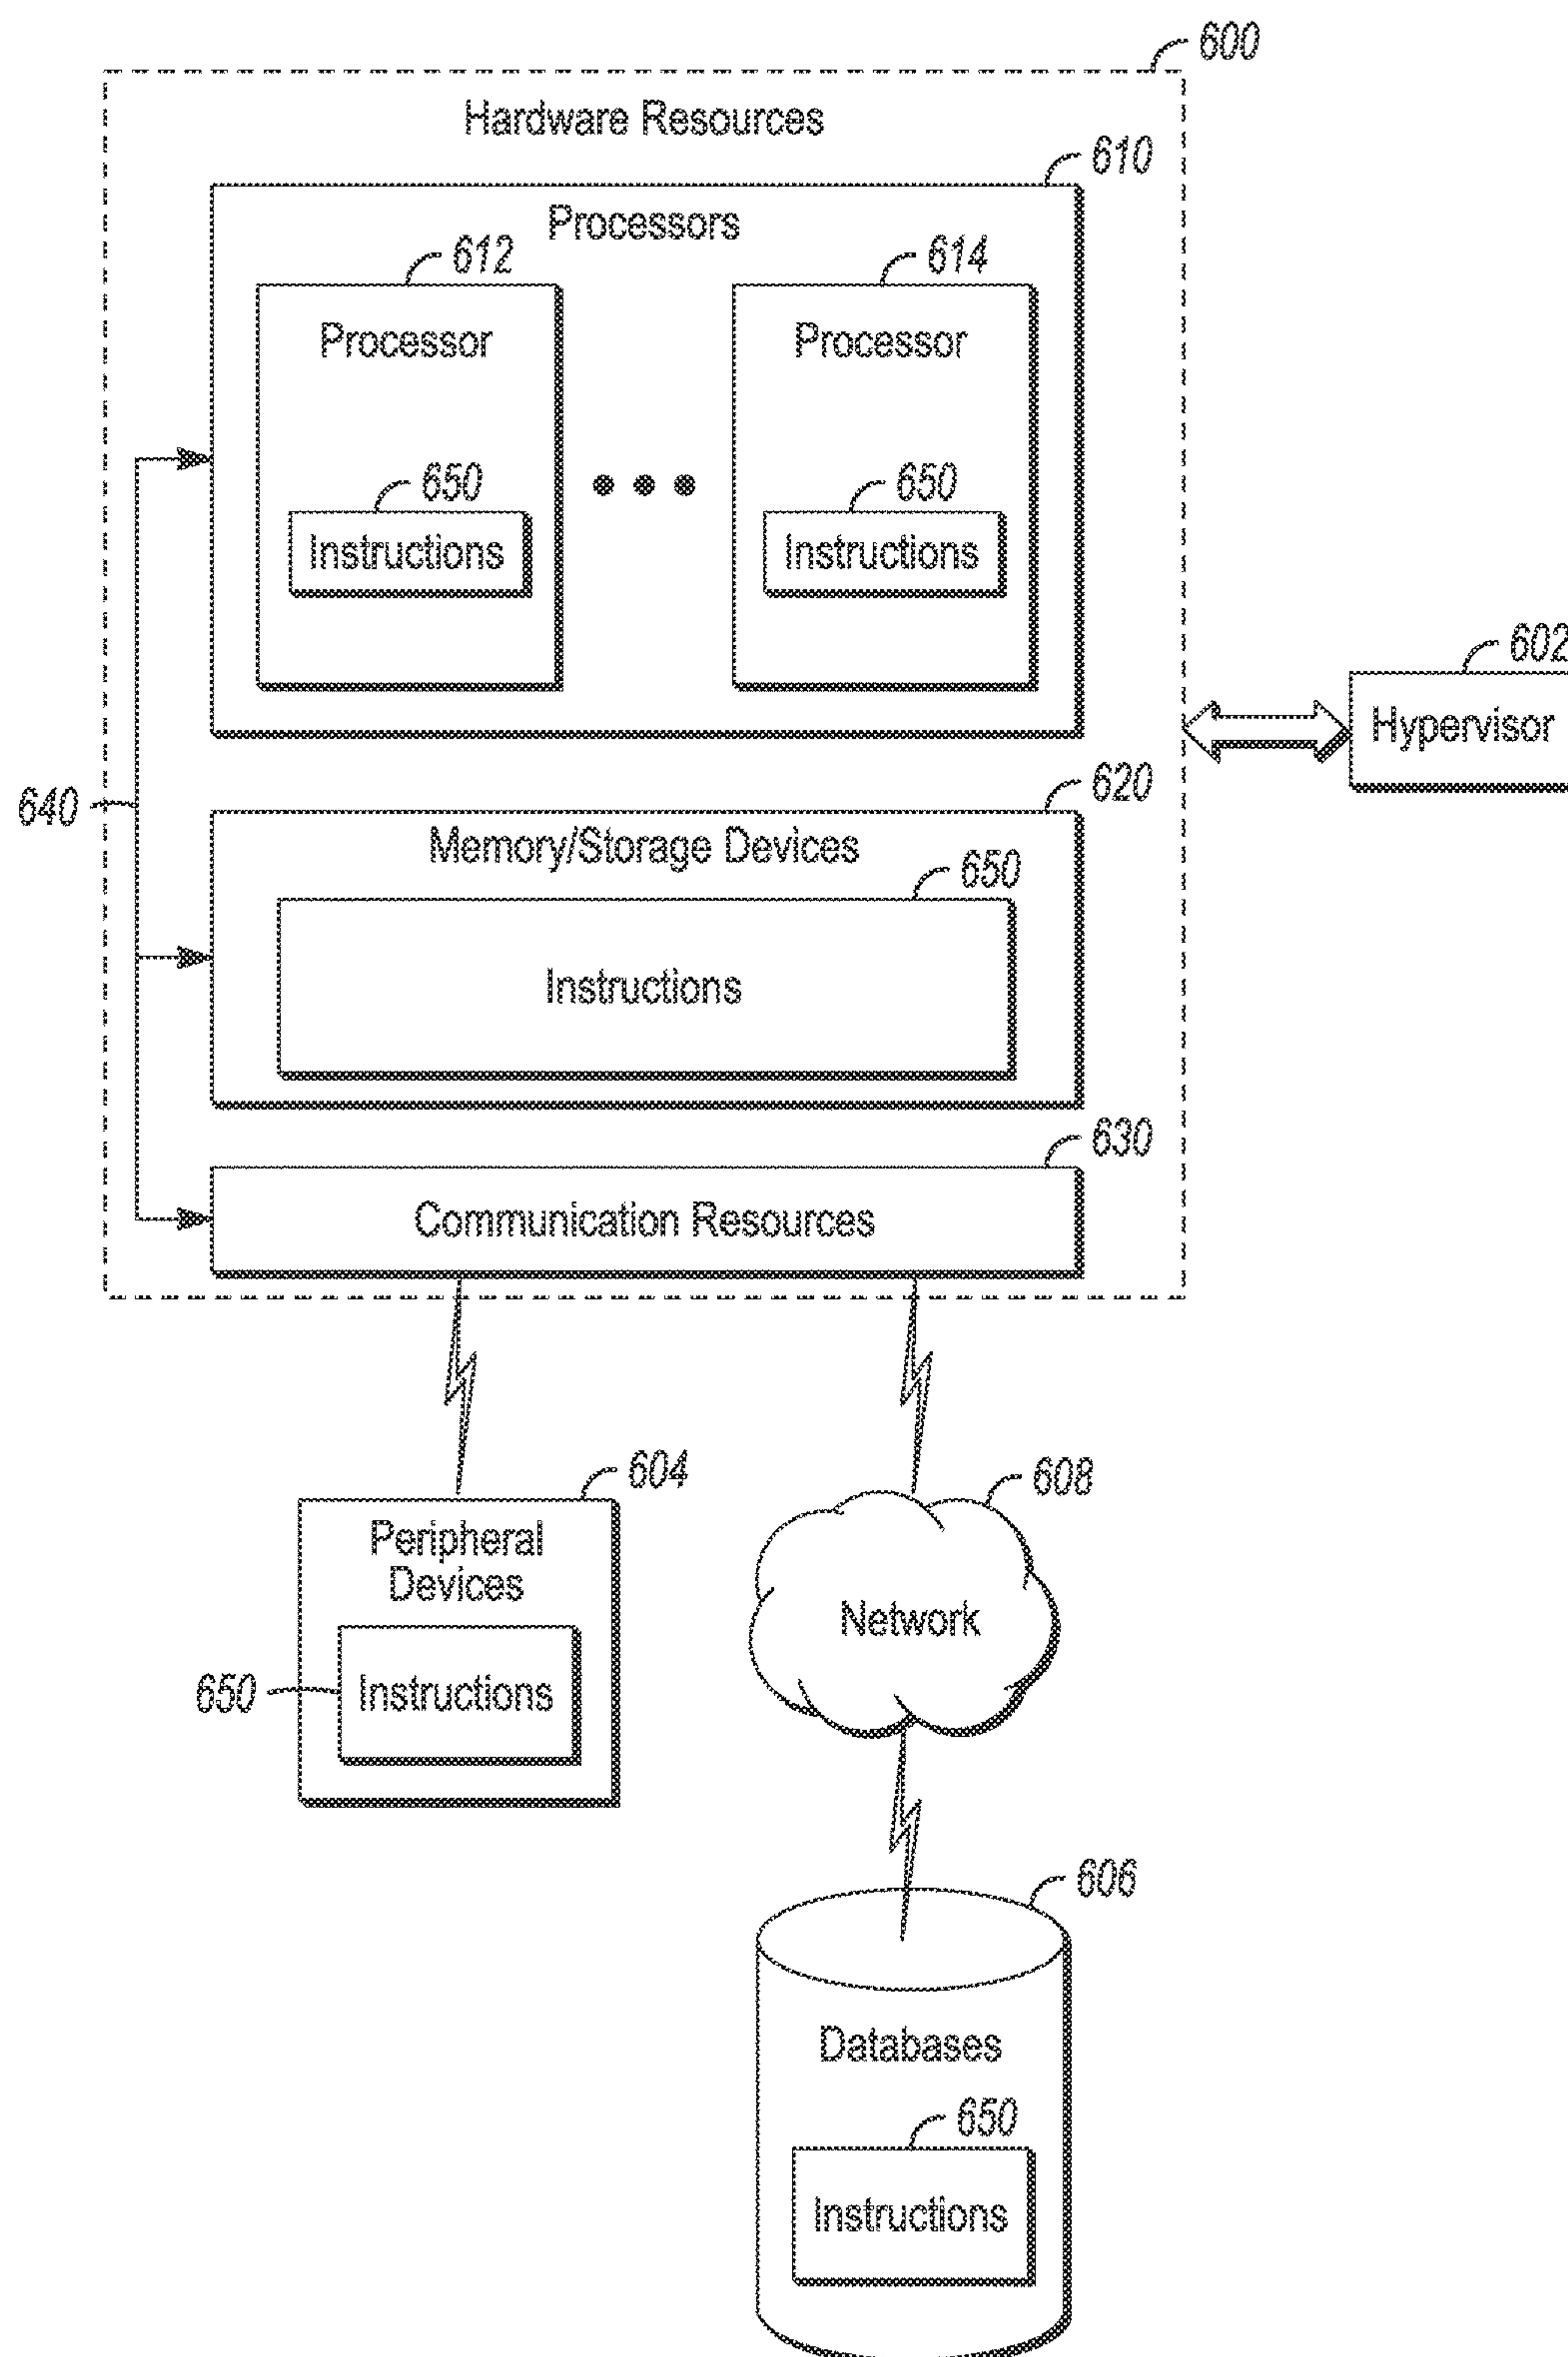 600
Hardware Resources
610
Processors
612
614
Processor
Processor
650
650
Instructions
Instructions
602
Hypervisor
640
620
Memory/Storage Devices
650
Instructions
630
Communication Resources
604
608
Peripheral
Devices
Network
650
Instructions
606
Databases
650
Instructions